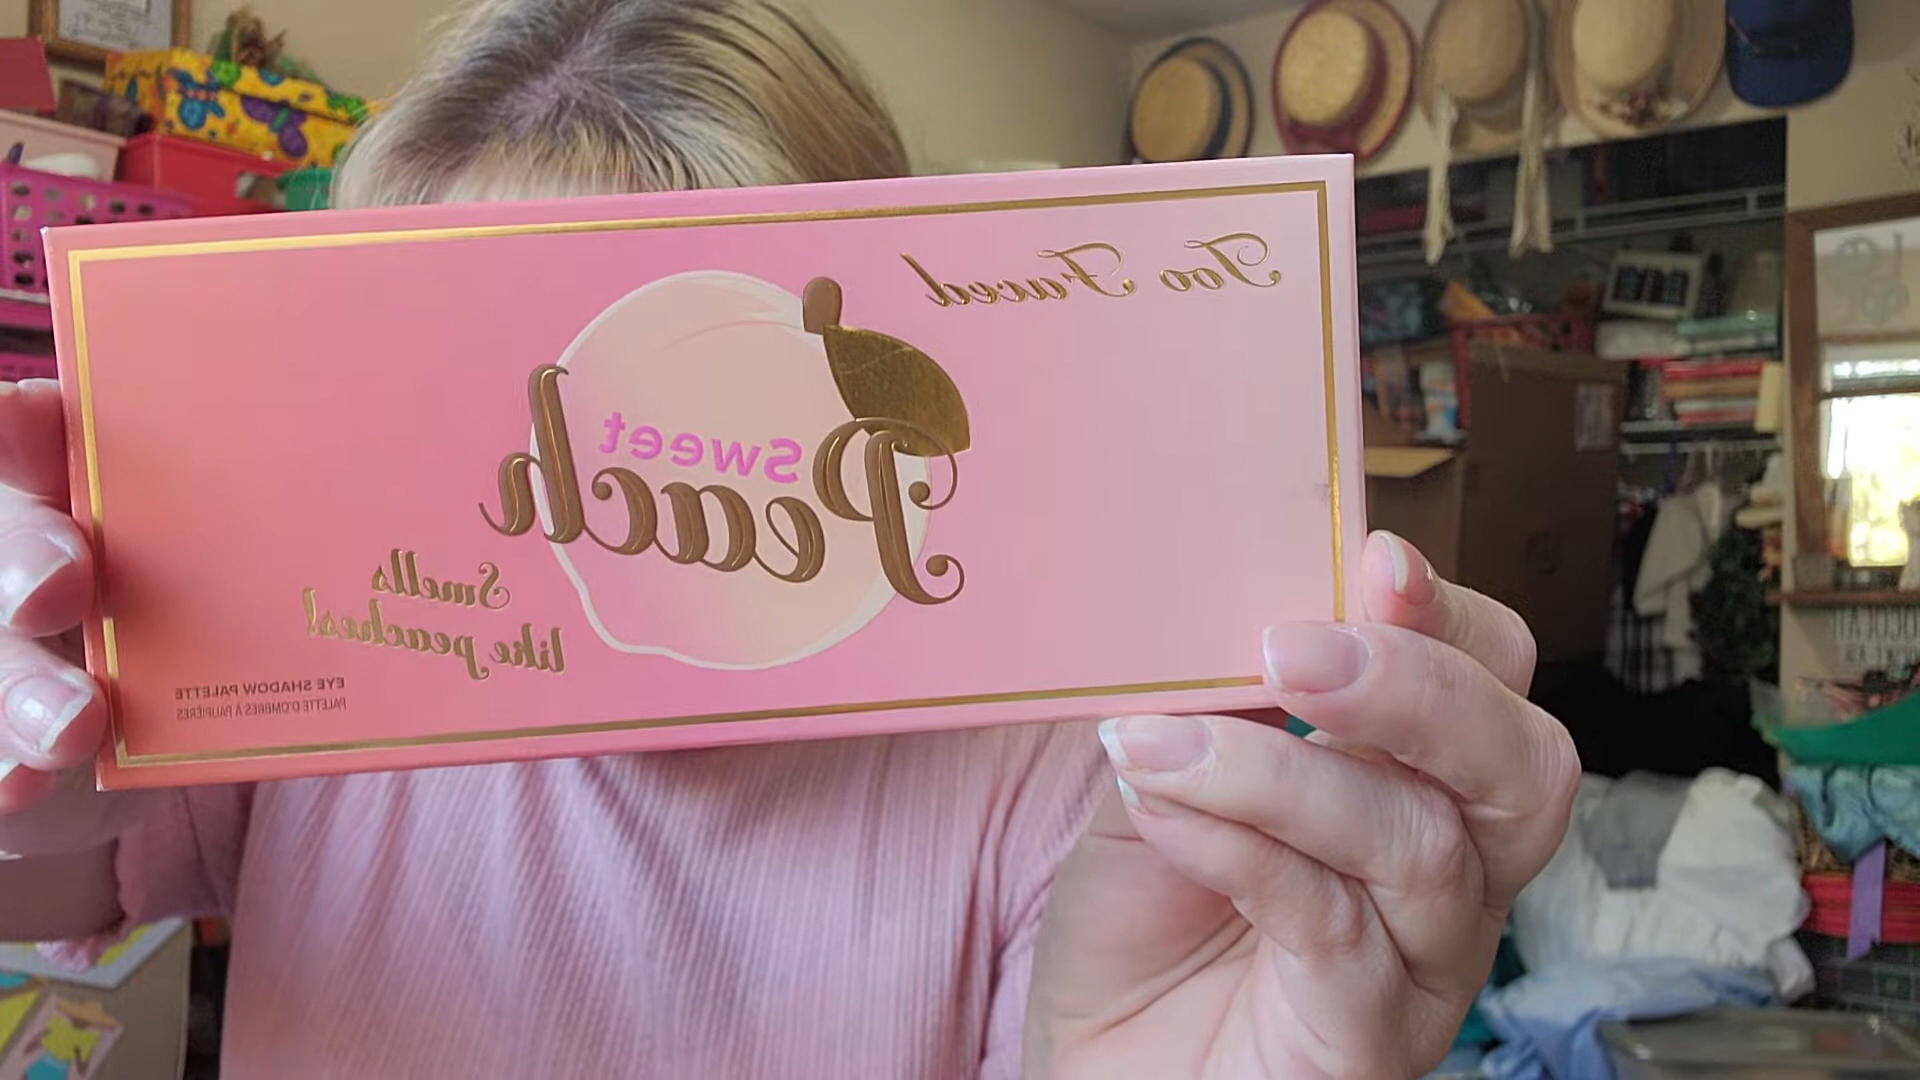 Too Faced
Sweet
Peach
Smells
like peaches!
EYE SHADOW PALETTE
PALETTE D'OMBRES À PAUPIÈRES